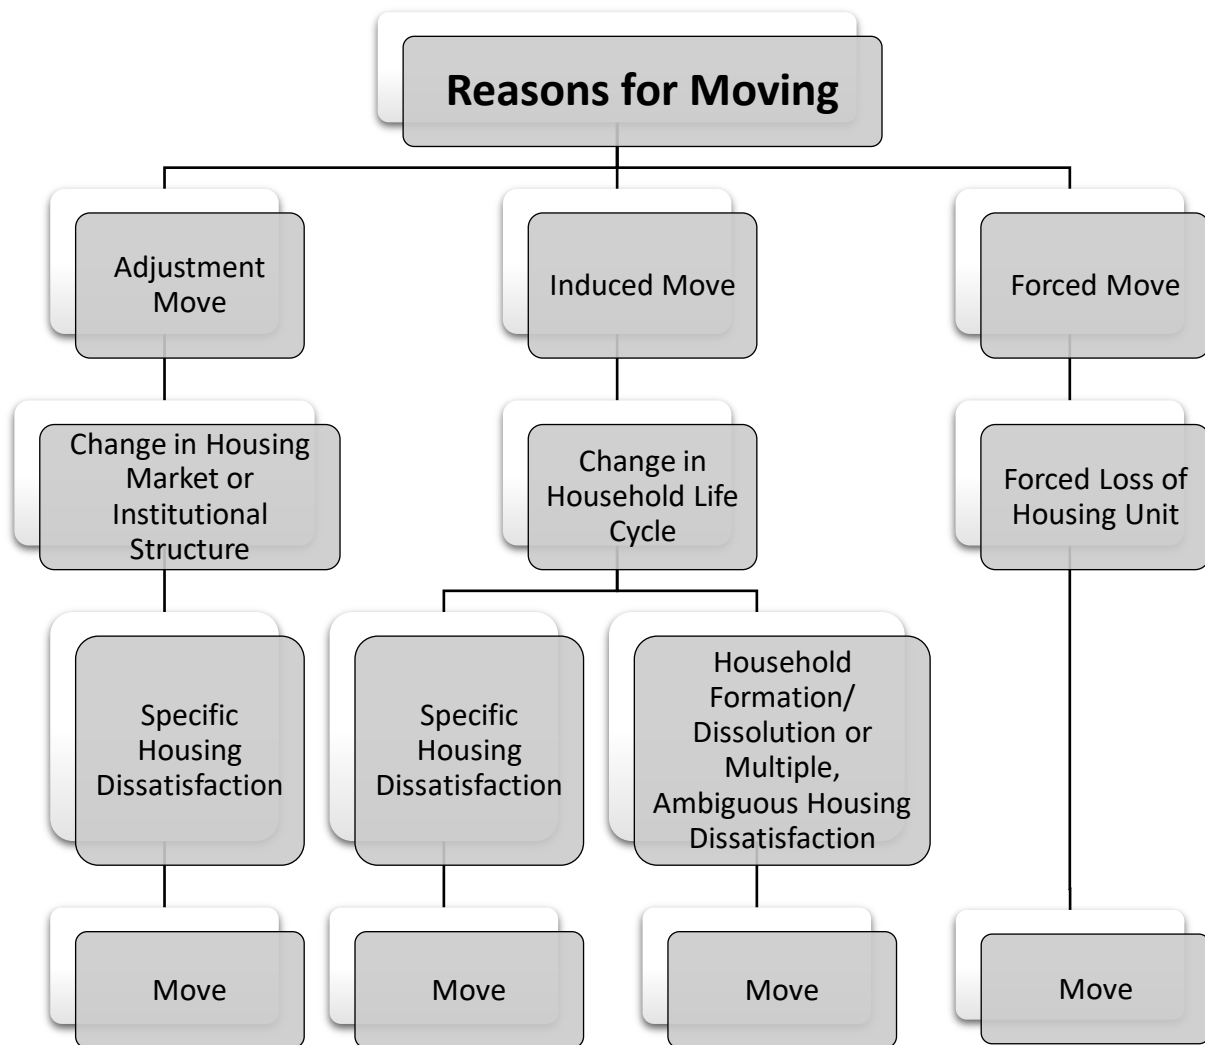 Reasons for Moving
Adjustment
Move
Induced Move
Forced Move
Change in Housing
Market or
Institutional
Structure
Change in
Household Life
Cycle
Forced Loss of
Housing Unit
Specific
Housing
Dissatisfaction
Specific
Housing
Dissatisfaction
Household
Formation/
Dissolution or
Multiple,
Ambiguous Housing
Dissatisfaction
Move
Move
Move
Move